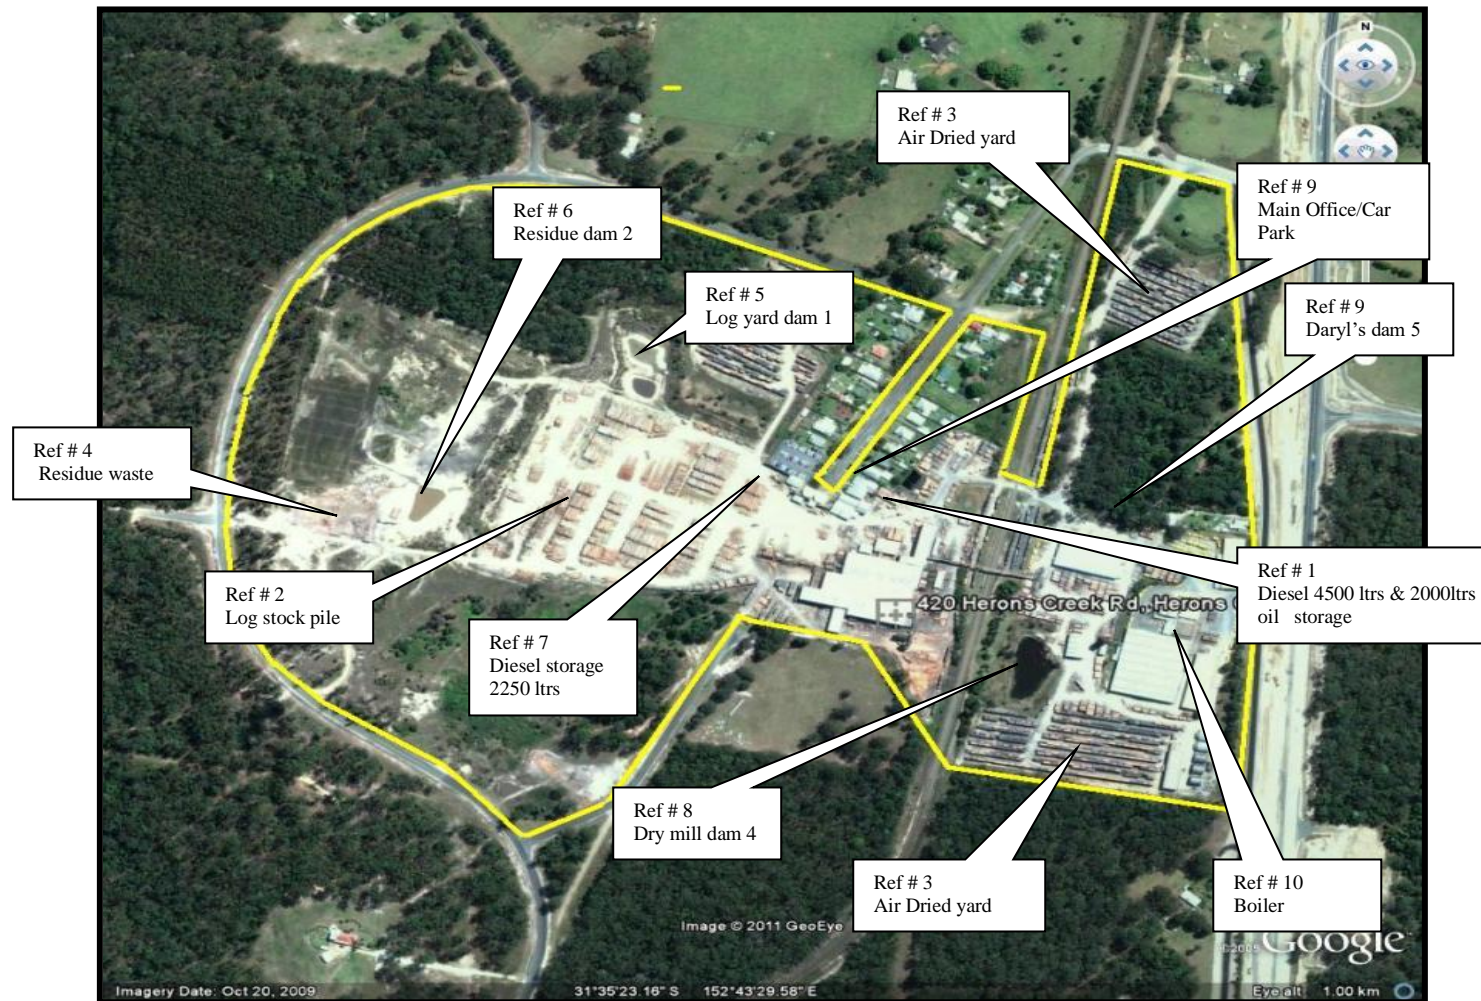 N
Ref # 3
Air Dried yard
Ref # 9
Main Office/Car
Park
Ref # 6
Residue dam 2
Ref # 5
Log yard dam 1
Ref # 9
Daryl's dam 5
Ref # 4
Residue waste
Ref # 2
Log stock pile
Ref # 7
Diesel storage
2250 ltrs
Ref # 1
Diesel 4500 ltrs & 2000ltrs
oil storage
420 Herons Creek Rd, Herons
Ref # 8
Dry mill dam 4
Ref # 3
Air Dried yard
Ref # 10
Boiler
Image © 2011 GeoEye
©2009 Google
Imagery Date: Oct 20, 2009
31°35'23.16" S 152°43'29.58" E
Eye alt 1.00 km